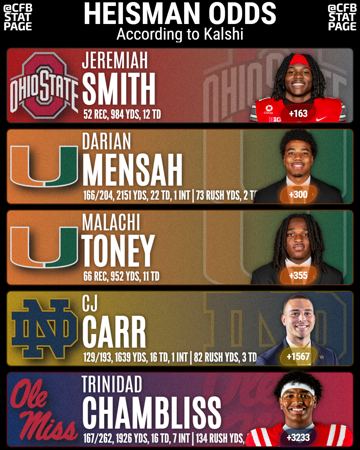 @CFB
STAT
PAGE
HEISMAN ODDS
According to Kalshi
@CFB
STAT
PAGE
OHIO STATE
JEREMIAH
SMITH
52 REC, 984 YDS, 12 TD
+163
DARIAN
MENSAH
166/204, 2151 YDS, 22 TD, 1 INT | 73 RUSH YDS, 2 T
+300
MALACHI
TONEY
66 REC, 952 YDS, 11 TD
+355
CJ
CARR
129/193, 1639 YDS, 16 TD, 1 INT | 82 RUSH YDS, 3 TD
+1567
Ole
Miss
TRINIDAD
CHAMBLISS
167/262, 1926 YDS, 16 TD, 7 INT | 134 RUSH YDS,
+3233